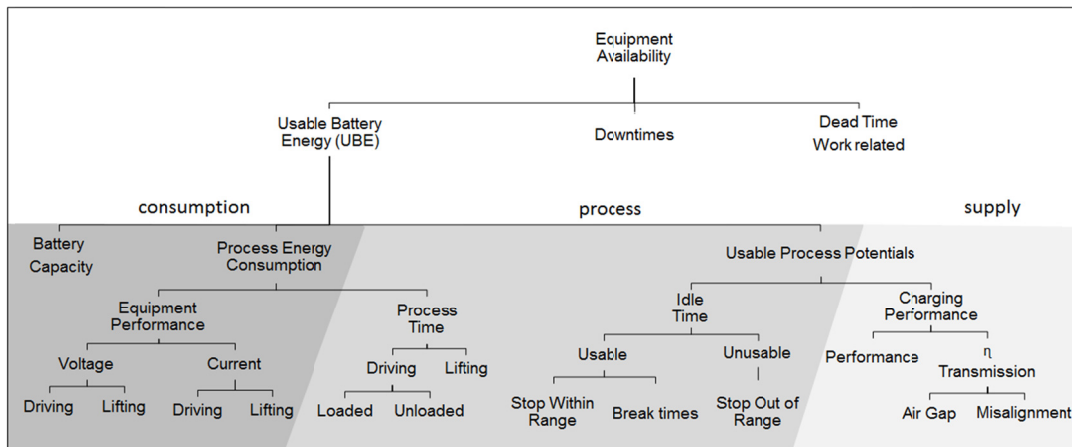 Equipment
Availability
Usable Battery
Energy (UBE)
Downtimes
Dead Time
Work related
consumption
process
supply
Battery
Capacity
Process Energy
Consumption
Usable Process Potentials
Equipment
Performance
Process
Time
Idle
Time
Charging
Performance
Voltage
Current
Driving
Lifting
Usable
Unusable
Performance
η
Transmission
Driving
Lifting
Driving
Lifting
Loaded
Unloaded
Stop Within
Range
Break times
Stop Out of
Range
Air Gap
Misalignment